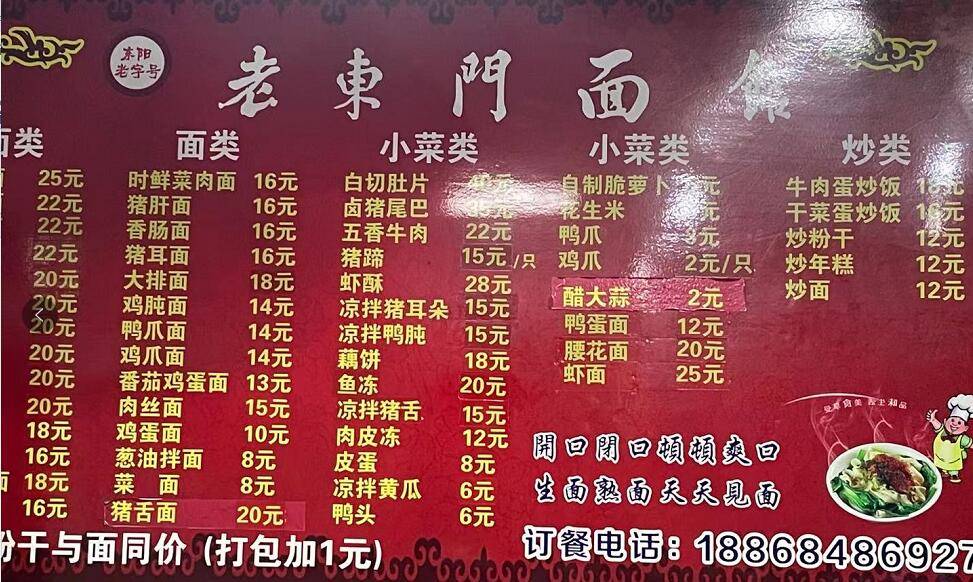 东阳
老字号
老東門面館
面类
25元
22元
22元
22元
20元
20元
20元
20元
20元
20元
18元
16元
面 18元
16元
面类
时鲜菜肉面 16元
猪肝面 16元
香肠面 16元
猪耳面 16元
大排面 18元
鸡肫面 14元
鸭爪面 14元
鸡爪面 14元
番茄鸡蛋面 13元
肉丝面 15元
鸡蛋面 10元
葱油拌面 8元
菜 面 8元
猪舌面 20元
小菜类
白切肚片
卤猪尾巴
五香牛肉 22元
猪蹄 15元/只
虾酥 28元
凉拌猪耳朵 15元
凉拌鸭肫 15元
藕饼 18元
鱼冻 20元
凉拌猪舌 15元
肉皮冻 12元
皮蛋 8元
凉拌黄瓜 6元
鸭头 6元
小菜类
自制脆萝卜 元
花生米 元
鸭爪 元
鸡爪 2元/只
醋大蒜 2元
鸭蛋面 12元
腰花面 20元
虾面 25元
炒类
牛肉蛋炒饭 18元
干菜蛋炒饭 16元
炒粉干 12元
炒年糕 12元
炒面 12元
開口閉口頓頓爽口
生面熟面天天見面
粉干与面同价 (打包加1元)
订餐电话：18868486927